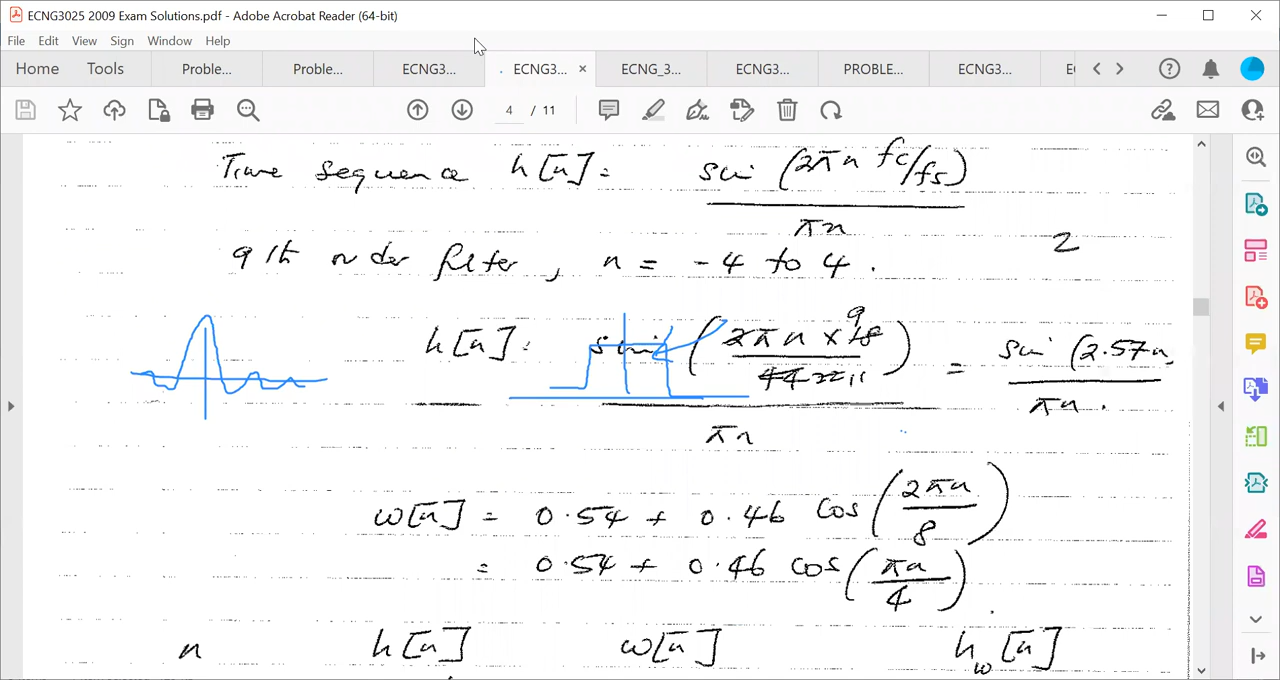 ECNG3025 2009 Exam Solutions.pdf - Adobe Acrobat Reader (64-bit)
File Edit View Sign Window Help
Home Tools Proble... Proble... ECNG3... ECNG3... × ECNG_3... ECNG3... PROBLE... ECNG3...
4 / 11
Time sequence h[n] = sin (2πn fc/fs) / πn
9th order filter, n = -4 to 4. 2
h[n] = sin (2πn × 9 / 11) / πn = sin (2.57n / πn.
w[n] = 0.54 + 0.46 cos (2πn / 8)
= 0.54 + 0.46 cos (πn / 4).
n h[n] w[n] hw[n]